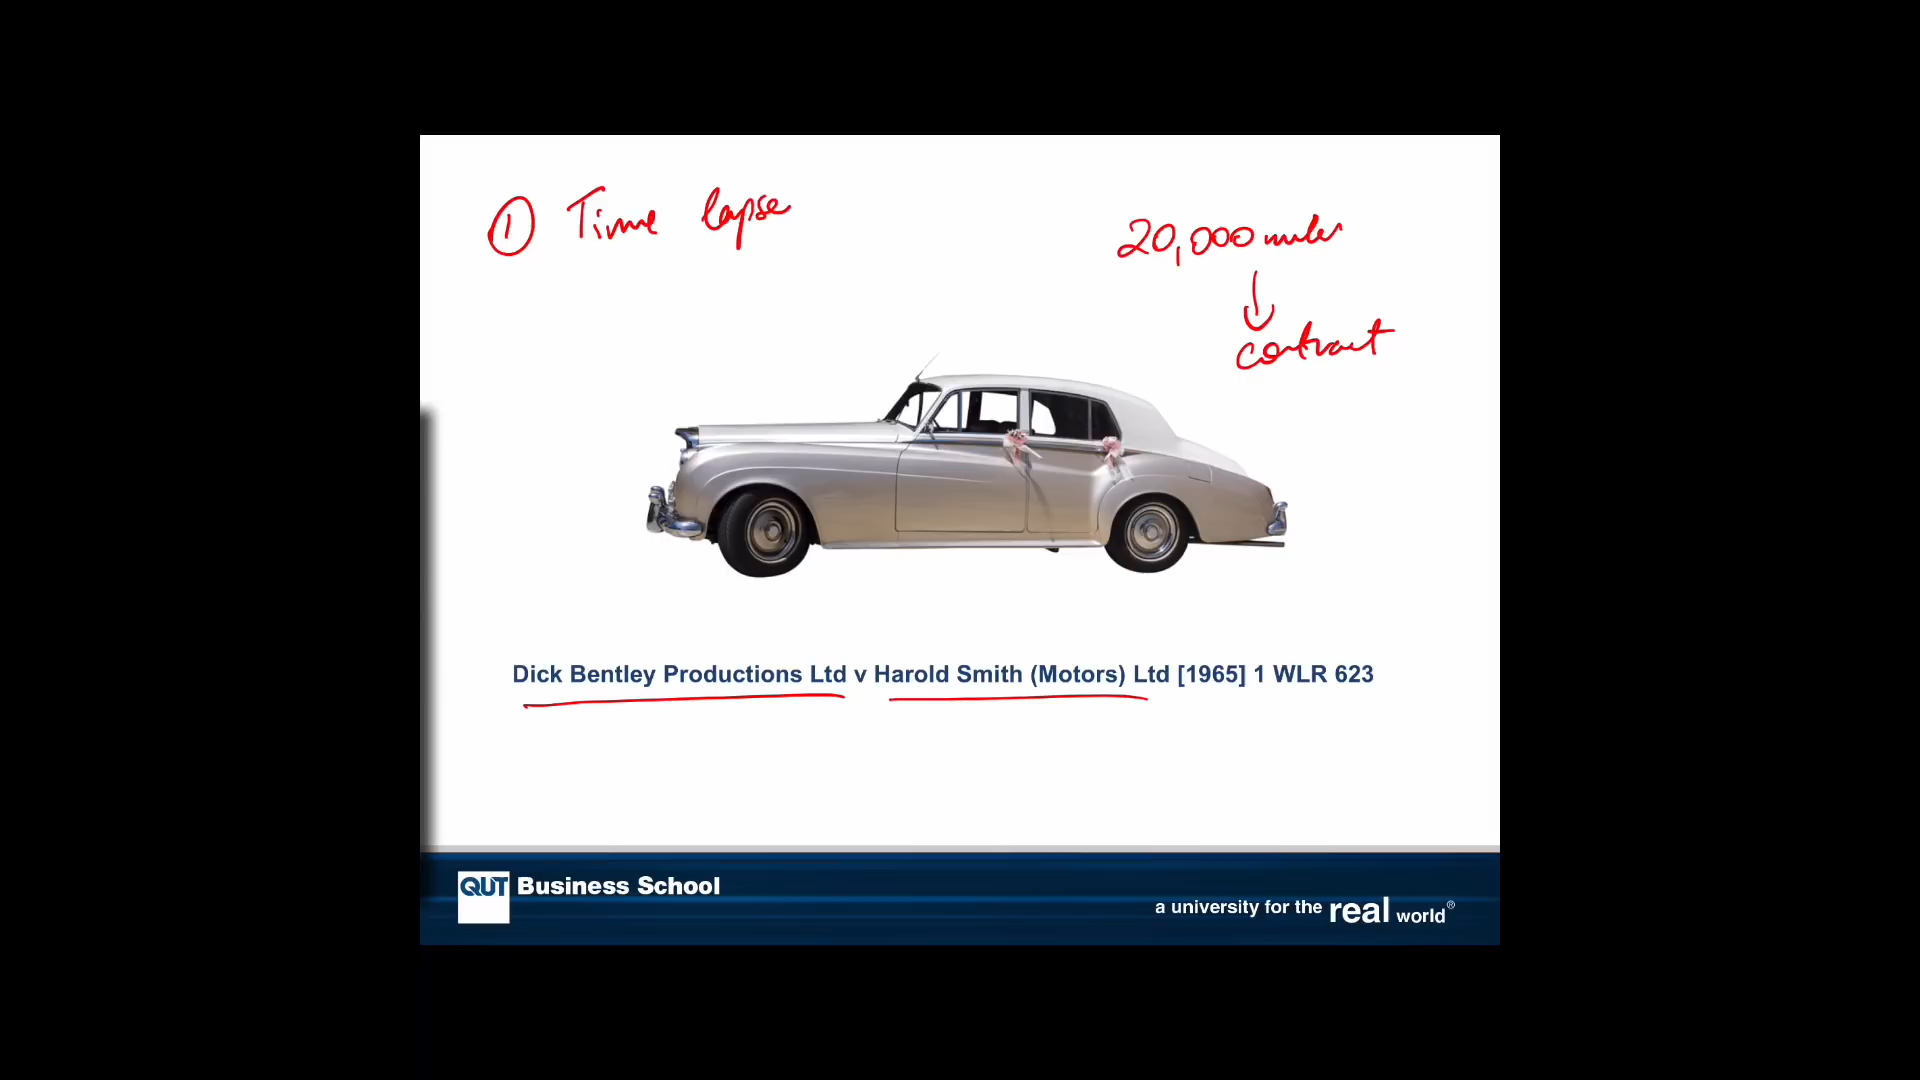 ① Time lapse
20,000 miles
↓
contract
Dick Bentley Productions Ltd v Harold Smith (Motors) Ltd [1965] 1 WLR 623
QUT Business School
a university for the real world®